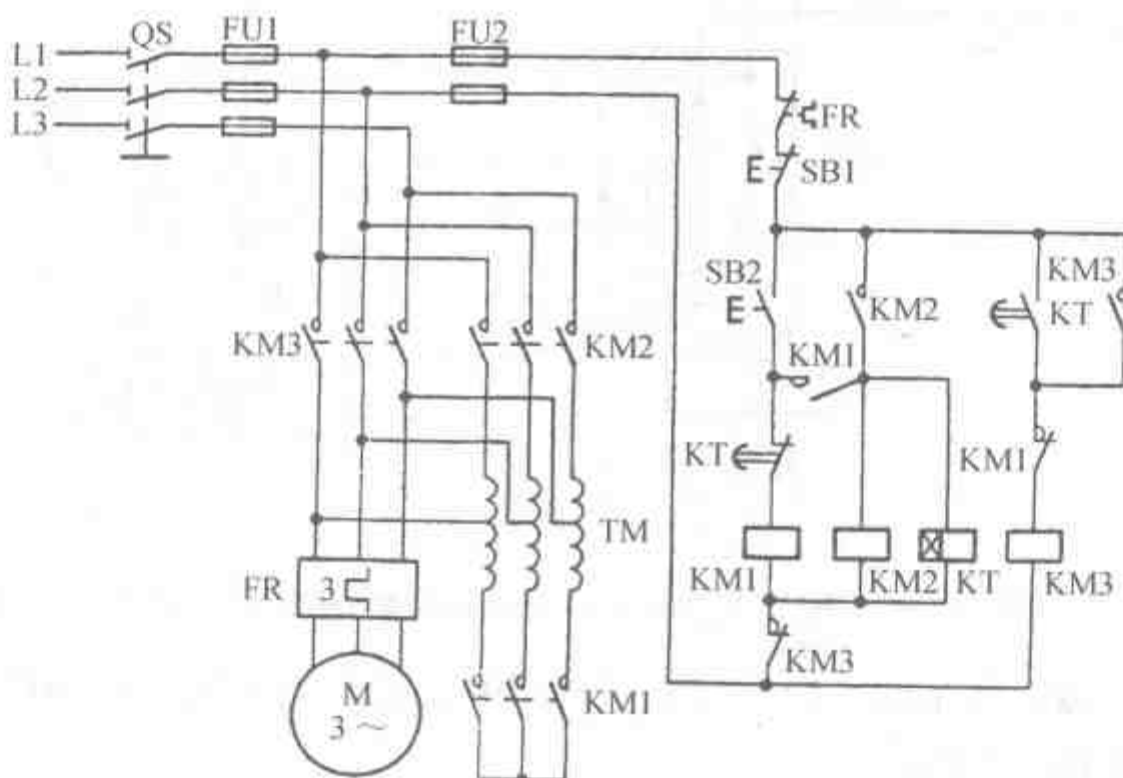 QS FU1 FU2
L1
L2
L3
FR
SB1
SB2
KM2
KM3
KT
KM1
KM3
KM2
KT
KM1
TM
FR 3
KM1
KM2
KT
KM3
KM3
M
3 ~
KM1